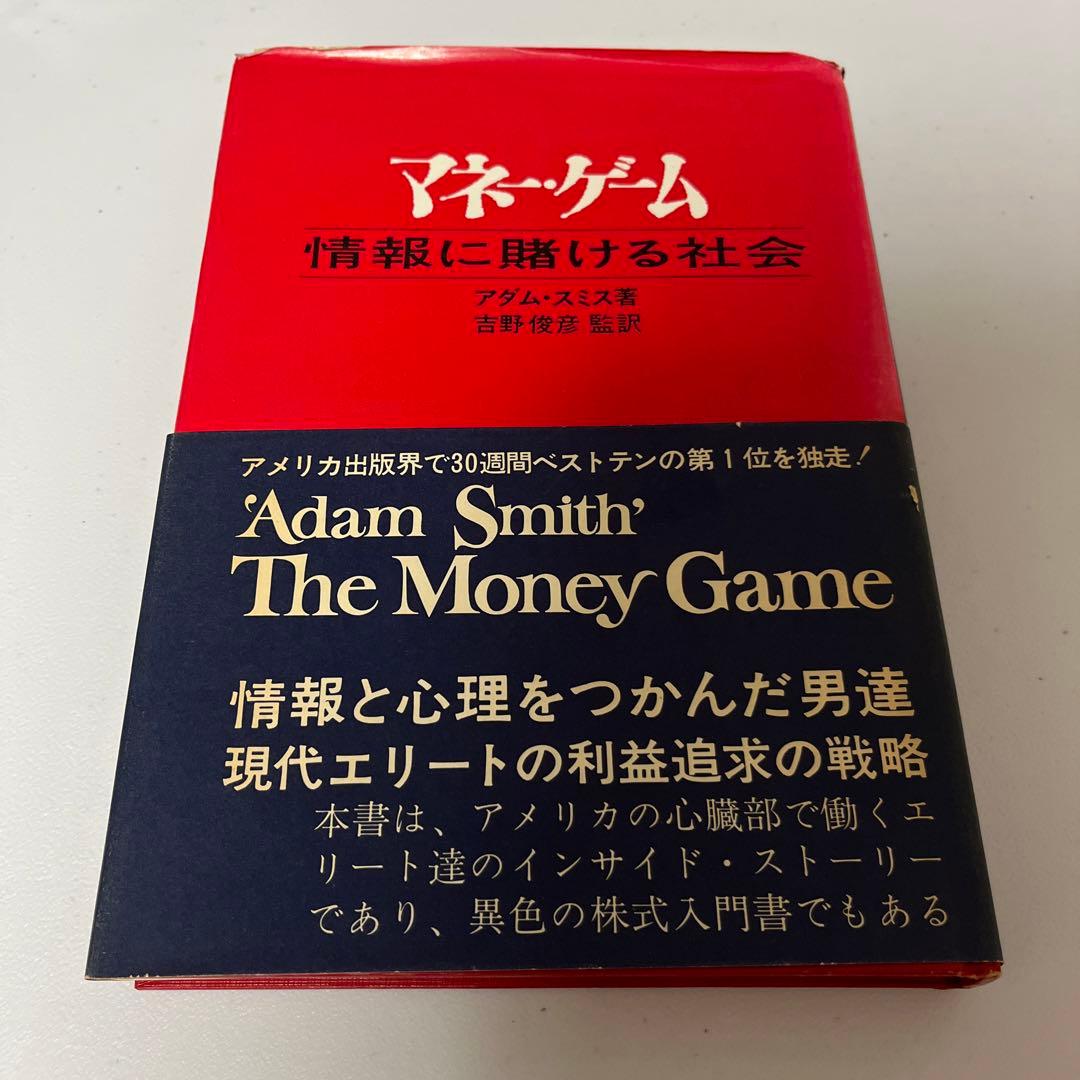 マネー・ゲーム
情報に賭ける社会
アダム・スミス著
吉野俊彦 監訳
アメリカ出版界で30週間ベストテンの第1位を独走!
‘Adam Smith’
The Money Game
情報と心理をつかんだ男達
現代エリートの利益追求の戦略
本書は、アメリカの心臓部で働くエ
リート達のインサイド・ストーリー
であり、異色の株式入門書でもある